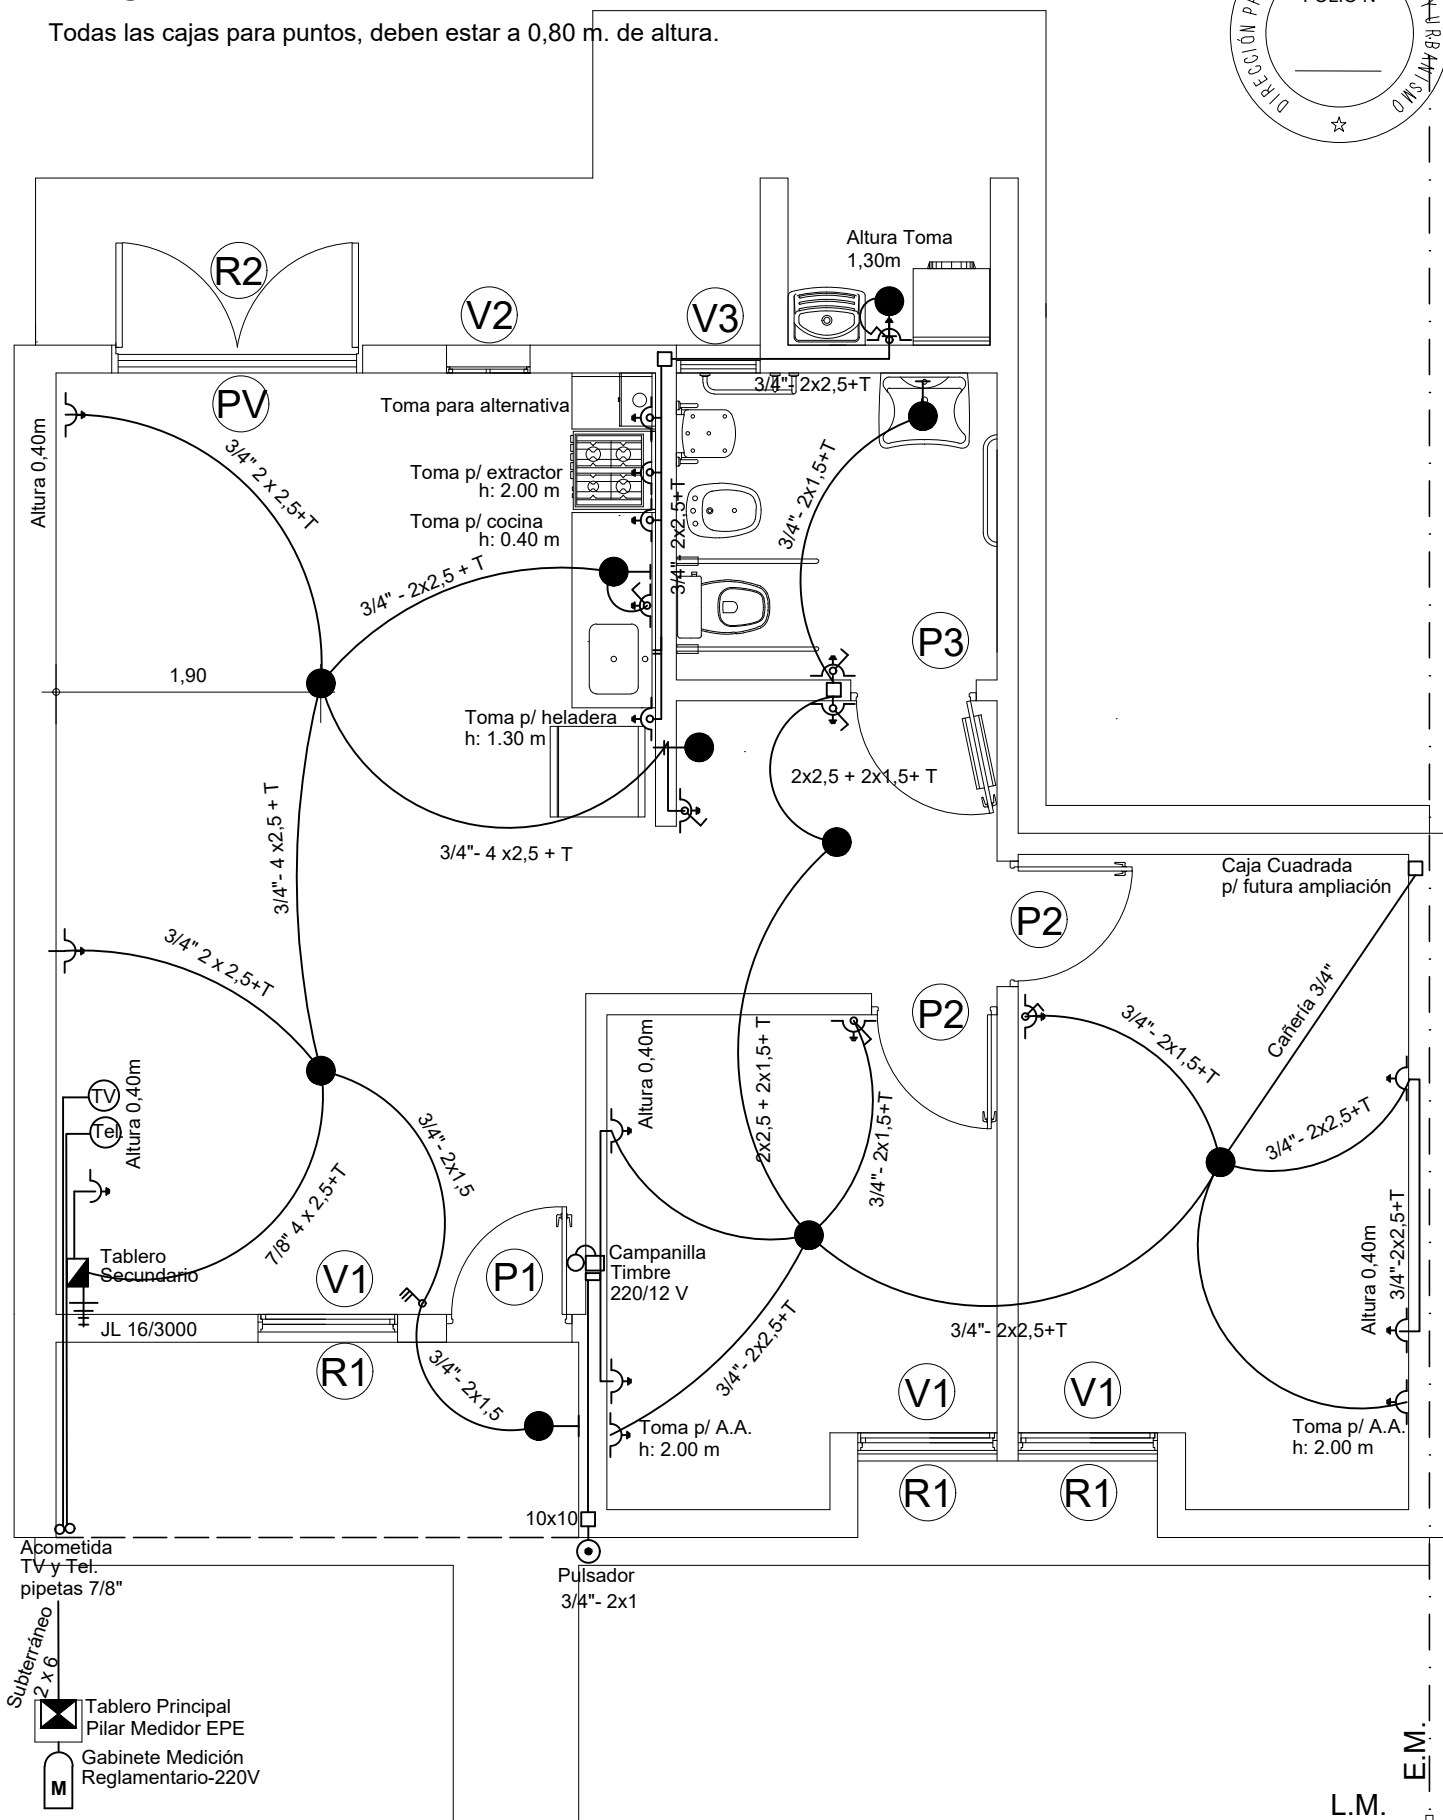 Todas las cajas para puntos, deben estar a 0,80 m. de altura.
DIRECCIÓN
Y URBANISMO
Altura Toma
1,30m
R2
V2
V3
PV
3/4"- 2x2,5+T
Altura 0,40m
3/4" 2 x 2,5+T
Toma para alternativa
Toma p/ extractor
h: 2.00 m
Toma p/ cocina
h: 0.40 m
3/4" - 2x2,5+T
3/4"- 2x1,5+T
3/4" - 2x2,5 + T
P3
1,90
Toma p/ heladera
h: 1.30 m
2x2,5 + 2x1,5+ T
3/4"- 4 x2,5 + T
3/4"- 4 x2,5 + T
Caja Cuadrada
p/ futura ampliación
P2
3/4" 2 x 2,5+T
P2
Cañería 3/4"
3/4"- 2x1,5+T
Altura 0,40m
2x2,5 + 2x1,5+ T
3/4"- 2x1,5+T
TV
Tel.
Altura 0,40m
3/4"- 2x1,5
3/4"- 2x2,5+T
7/8" 4 x 2,5+T
Tablero
Secundario
V1
P1
Campanilla
Timbre
220/12 V
3/4"-2x2,5+T
Altura 0,40m
JL 16/3000
3/4"- 2x2,5+T
3/4"- 2x2,5+T
R1
3/4"- 2x1,5
V1
V1
Toma p/ A.A.
h: 2.00 m
Toma p/ A.A.
h: 2.00 m
R1
R1
10x10
Acometida
TV y Tel.
pipetas 7/8"
Pulsador
3/4"- 2x1
Subterráneo
2 x 6
Tablero Principal
Pilar Medidor EPE
Gabinete Medición
Reglamentario-220V
M
E.M.
L.M.